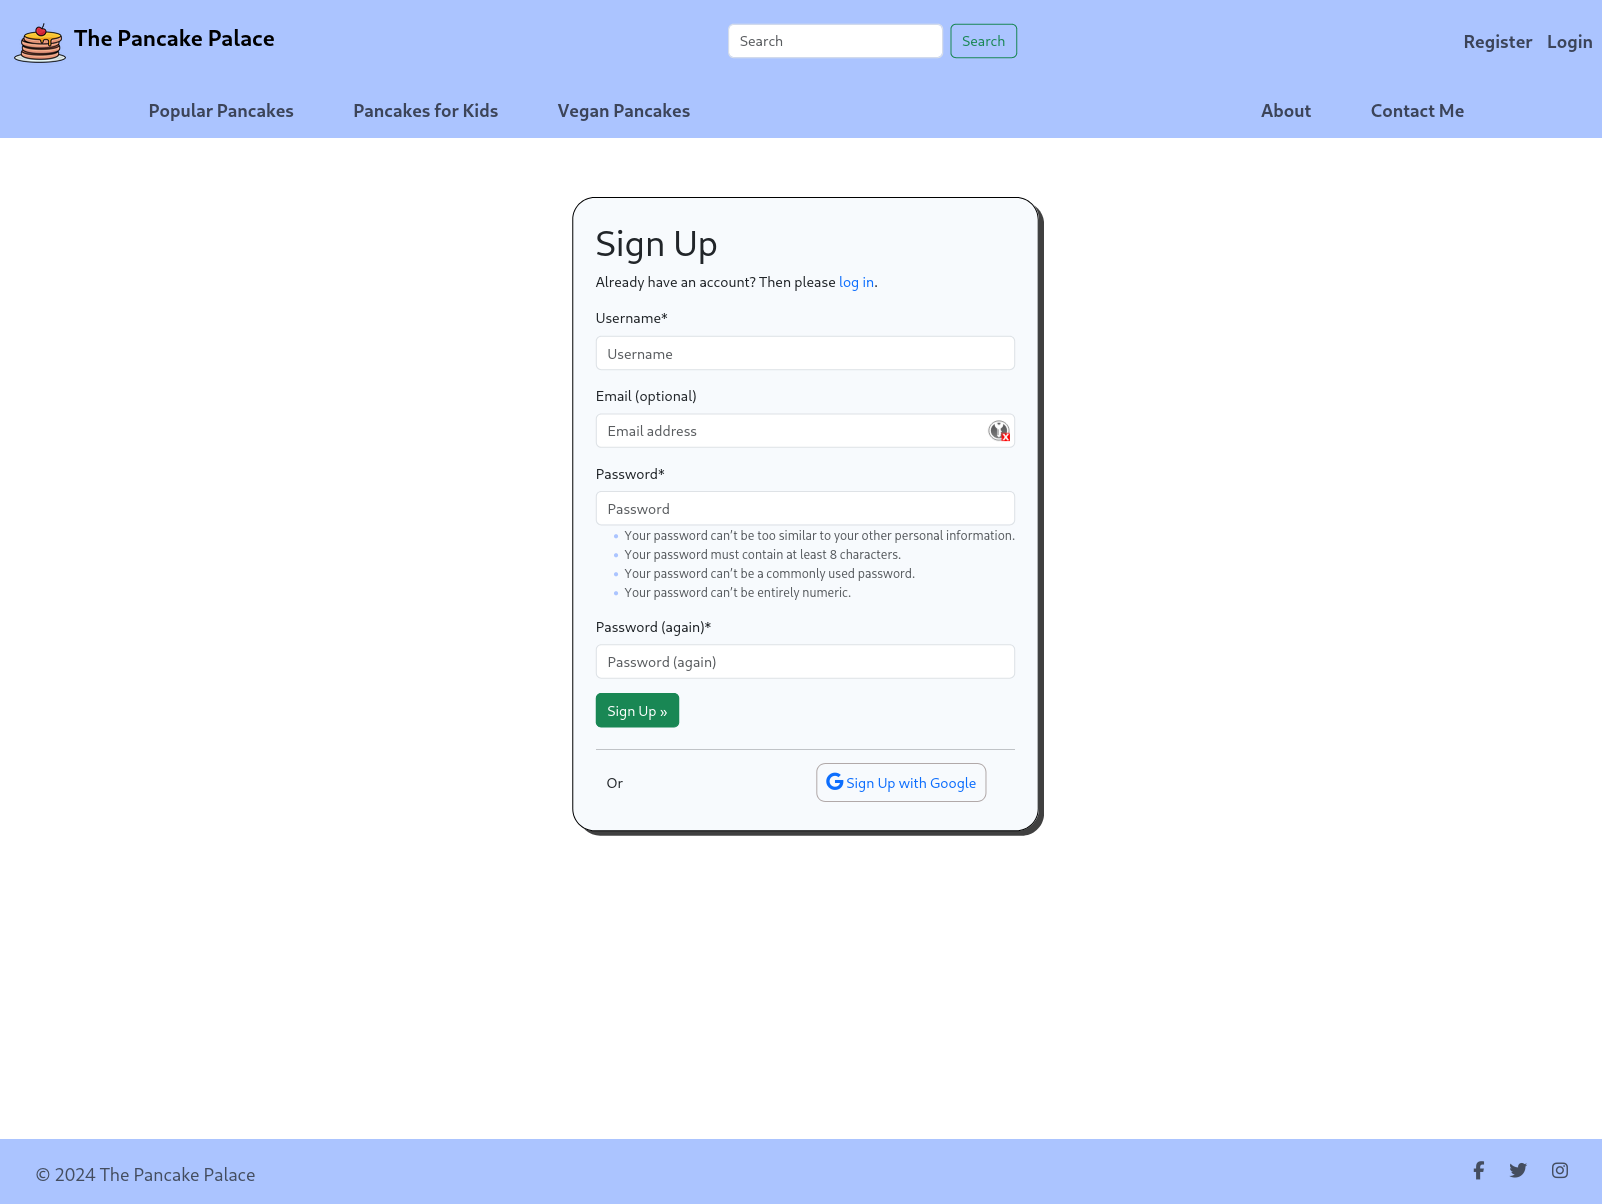 The Pancake Palace
Search
Search
Register
Login
Popular Pancakes
Pancakes for Kids
Vegan Pancakes
About
Contact Me
Sign Up
Already have an account? Then please log in.
Username*
Username
Email (optional)
Email address
Password*
Password
Your password can't be too similar to your other personal information.
Your password must contain at least 8 characters.
Your password can't be a commonly used password.
Your password can't be entirely numeric.
Password (again)*
Password (again)
Sign Up »
Or
Sign Up with Google
© 2024 The Pancake Palace